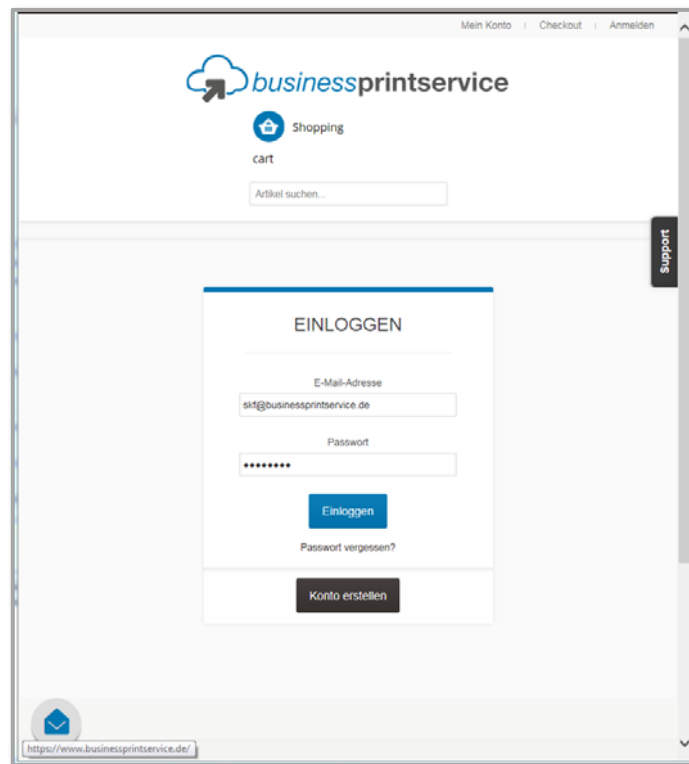 Mein Konto | Checkout | Anmelden
businessprintservice
Shopping
cart
Artikel suchen...
Support
EINLOGGEN
E-Mail-Adresse
skf@businessprintservice.de
Passwort
••••••••
Einloggen
Passwort vergessen?
Konto erstellen
https://www.businessprintservice.de/